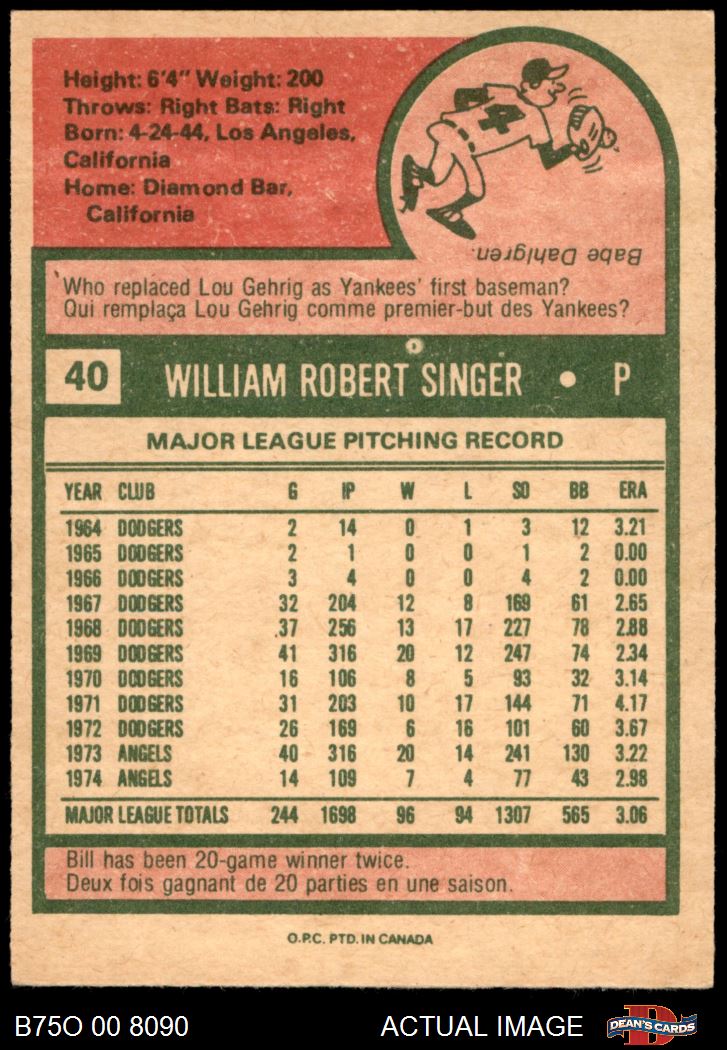 Height: 6'4" Weight: 200
Throws: Right Bats: Right
Born: 4-24-44, Los Angeles,
California
Home: Diamond Bar,
California
4
Babe Dahlgren.
Who replaced Lou Gehrig as Yankees' first baseman?
Qui remplaça Lou Gehrig comme premier-but des Yankees?
40 WILLIAM ROBERT SINGER • P
MAJOR LEAGUE PITCHING RECORD
YEAR CLUB G IP W L SO BB ERA
1964 DODGERS 2 14 0 1 3 12 3.21
1965 DODGERS 2 1 0 0 1 2 0.00
1966 DODGERS 3 4 0 0 4 2 0.00
1967 DODGERS 32 204 12 8 169 61 2.65
1968 DODGERS 37 256 13 17 227 78 2.88
1969 DODGERS 41 316 20 12 247 74 2.34
1970 DODGERS 16 106 8 5 93 32 3.14
1971 DODGERS 31 203 10 17 144 71 4.17
1972 DODGERS 26 169 6 16 101 60 3.67
1973 ANGELS 40 316 20 14 241 130 3.22
1974 ANGELS 14 109 7 4 77 43 2.98
MAJOR LEAGUE TOTALS 244 1698 96 94 1307 565 3.06
Bill has been 20-game winner twice.
Deux fois gagnant de 20 parties en une saison.
O.P.C. PTD. IN CANADA
B75O 00 8090 ACTUAL IMAGE D DEAN'S CARDS